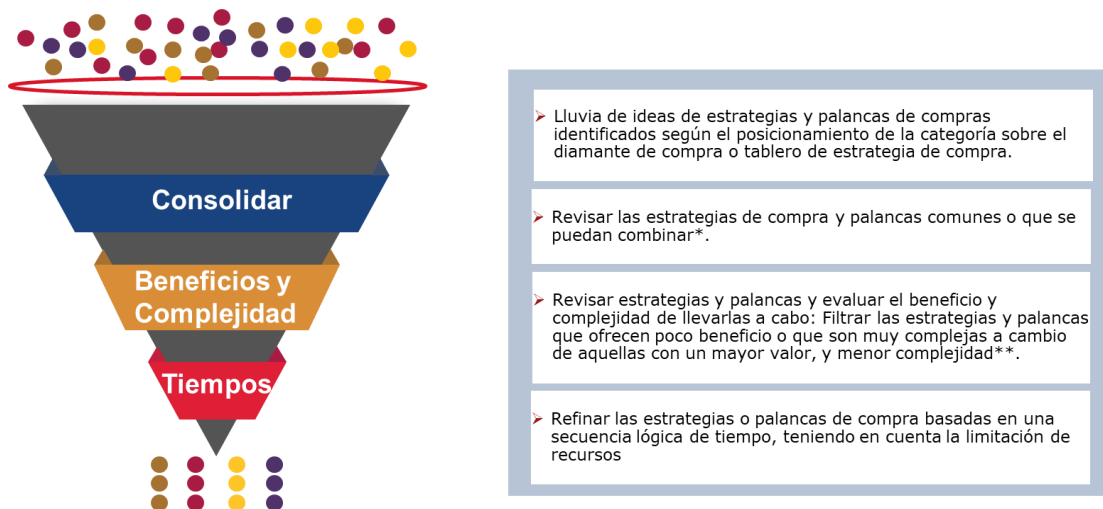 Consolidar
Beneficios y
Complejidad
Tiempos
➢ Lluvia de ideas de estrategias y palancas de compras
identificados según el posicionamiento de la categoría sobre el
diamante de compra o tablero de estrategia de compra.
➢ Revisar las estrategias de compra y palancas comunes o que se
puedan combinar*.
➢ Revisar estrategias y palancas y evaluar el beneficio y
complejidad de llevarlas a cabo: Filtrar las estrategias y palancas
que ofrecen poco beneficio o que son muy complejas a cambio
de aquellas con un mayor valor, y menor complejidad**.
➢ Refinar las estrategias o palancas de compra basadas en una
secuencia lógica de tiempo, teniendo en cuenta la limitación de
recursos